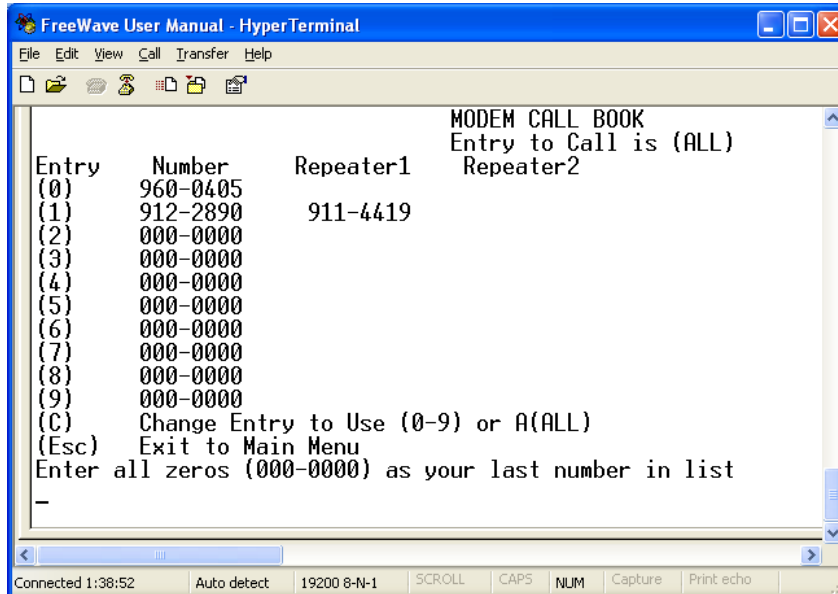 FreeWave User Manual - HyperTerminal
File Edit View Call Transfer Help
MODEM CALL BOOK
Entry to Call is (ALL)
Entry Number Repeater1 Repeater2
(0) 960-0405
(1) 912-2890 911-4419
(2) 000-0000
(3) 000-0000
(4) 000-0000
(5) 000-0000
(6) 000-0000
(7) 000-0000
(8) 000-0000
(9) 000-0000
(C) Change Entry to Use (0-9) or A(ALL)
(Esc) Exit to Main Menu
Enter all zeros (000-0000) as your last number in list
Connected 1:38:52 Auto detect 19200 8-N-1 SCROLL CAPS NUM Capture Print echo